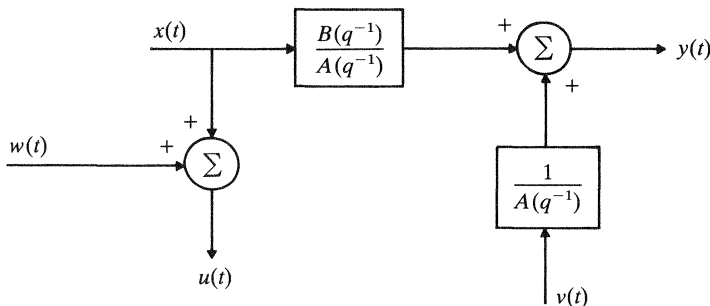 x(t)
B(q⁻¹)
A(q⁻¹)
+
Σ
y(t)
+
+
w(t)
+
Σ
1
A(q⁻¹)
u(t)
v(t)